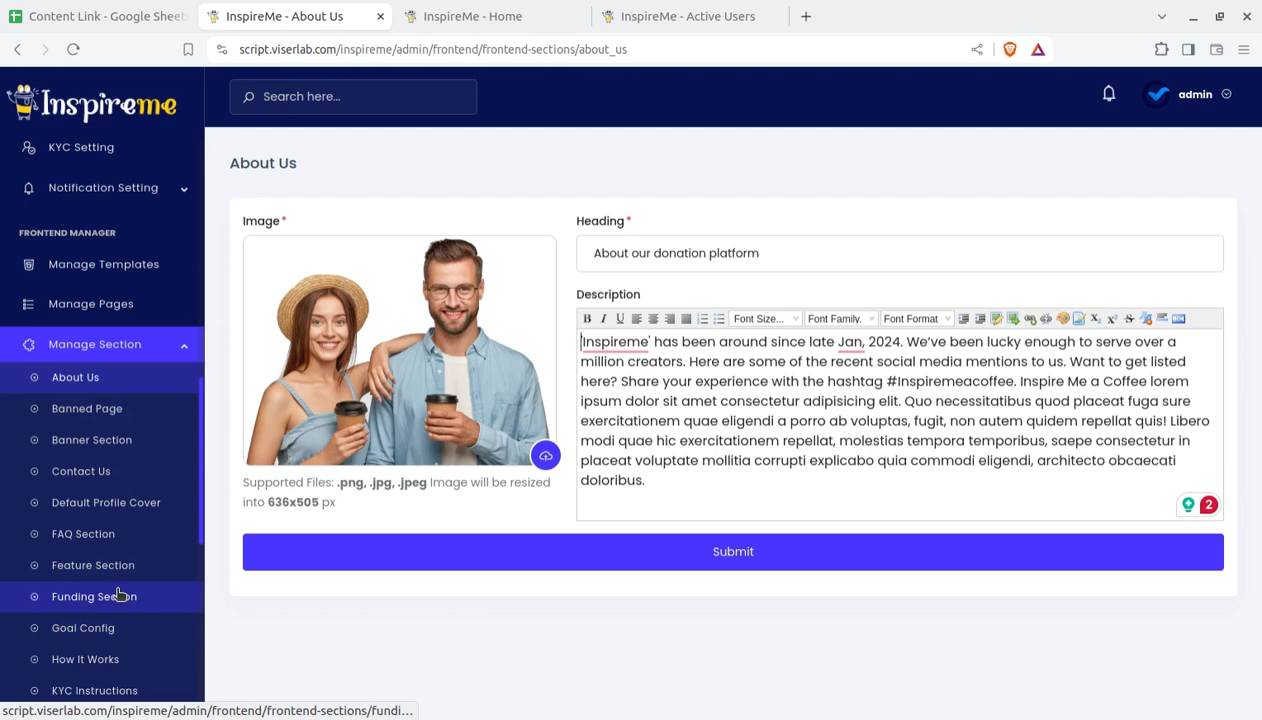 Content Link - Google Sheets
InspireMe - About Us
InspireMe - Home
InspireMe - Active Users
script.viserlab.com/inspireme/admin/frontend/frontend-sections/about_us
Inspireme
Search here...
admin
KYC Setting
Notification Setting
FRONTEND MANAGER
Manage Templates
Manage Pages
Manage Section
About Us
Banned Page
Banner Section
Contact Us
Default Profile Cover
FAQ Section
Feature Section
Funding Section
Goal Config
How It Works
KYC Instructions
About Us
Image*
Supported Files: .png, .jpg, .jpeg Image will be resized
into 636x505 px
Heading*
About our donation platform
Description
B I U Font Size... Font Family. Font Format
'Inspireme' has been around since late Jan, 2024. We've been lucky enough to serve over a
million creators. Here are some of the recent social media mentions to us. Want to get listed
here? Share your experience with the hashtag #Inspiremeacoffee. Inspire Me a Coffee lorem
ipsum dolor sit amet consectetur adipisicing elit. Quo necessitatibus quod placeat fuga sure
exercitationem quae eligendi a porro ab voluptas, fugit, non autem quidem repellat quis! Libero
modi quae hic exercitationem repellat, molestias tempora temporibus, saepe consectetur in
placeat voluptate mollitia corrupti explicabo quia commodi eligendi, architecto obcaecati
doloribus.
2
Submit
script.viserlab.com/inspireme/admin/frontend/frontend-sections/fundi...